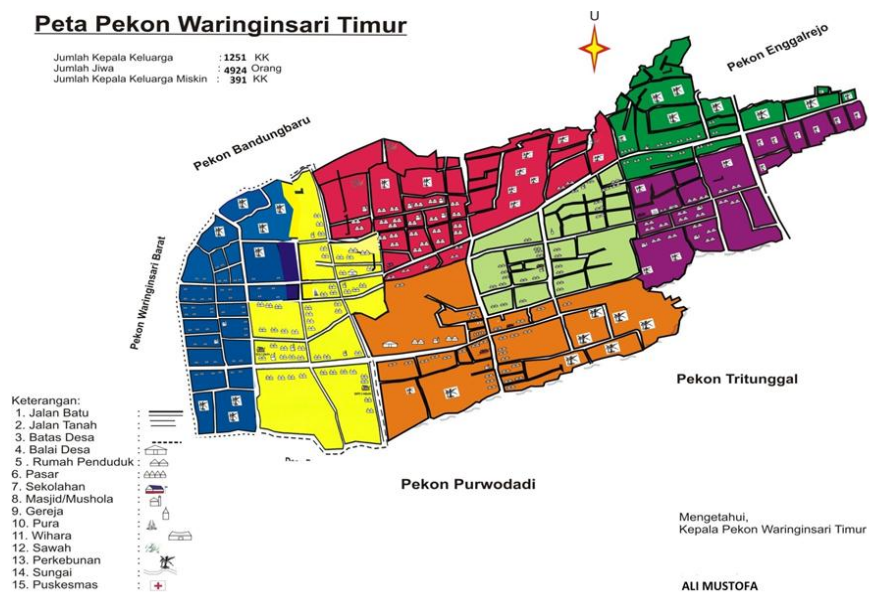 Peta Pekon Waringinsari Timur
U
Jumlah Kepala Keluarga : 1251 KK
Jumlah Jiwa : 4924 Orang
Jumlah Kepala Keluarga Miskin : 391 KK
Pekon Enggalrejo
Pekon Bandungbaru
Pekon Waringinsari Barat
Pekon Tritunggal
Pekon Purwodadi
Keterangan:
1. Jalan Batu :
2. Jalan Tanah :
3. Batas Desa :
4. Balai Desa :
5 . Rumah Penduduk :
6. Pasar :
7. Sekolahan :
8. Masjid/Mushola :
9. Gereja :
10. Pura :
11. Wihara :
12. Sawah :
13. Perkebunan :
14. Sungai :
15. Puskesmas :
Mengetahui,
Kepala Pekon Waringinsari Timur
ALI MUSTOFA